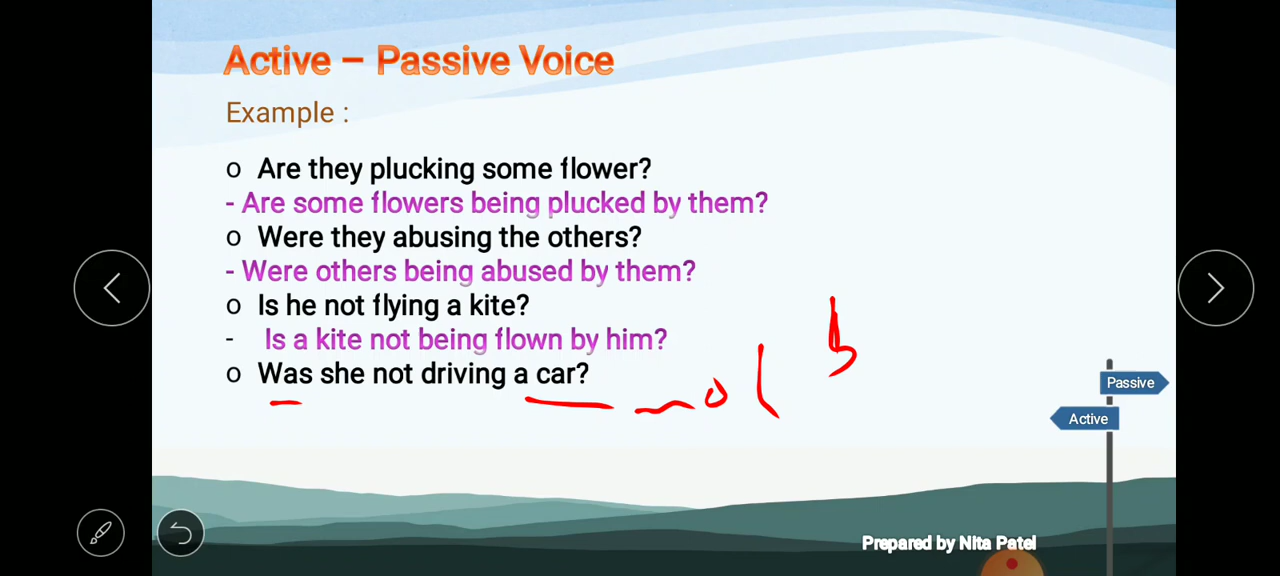 Active – Passive Voice
Example :
o Are they plucking some flower?
- Are some flowers being plucked by them?
o Were they abusing the others?
- Were others being abused by them?
o Is he not flying a kite?
- Is a kite not being flown by him?
o Was she not driving a car?
Passive
Active
Prepared by Nita Patel